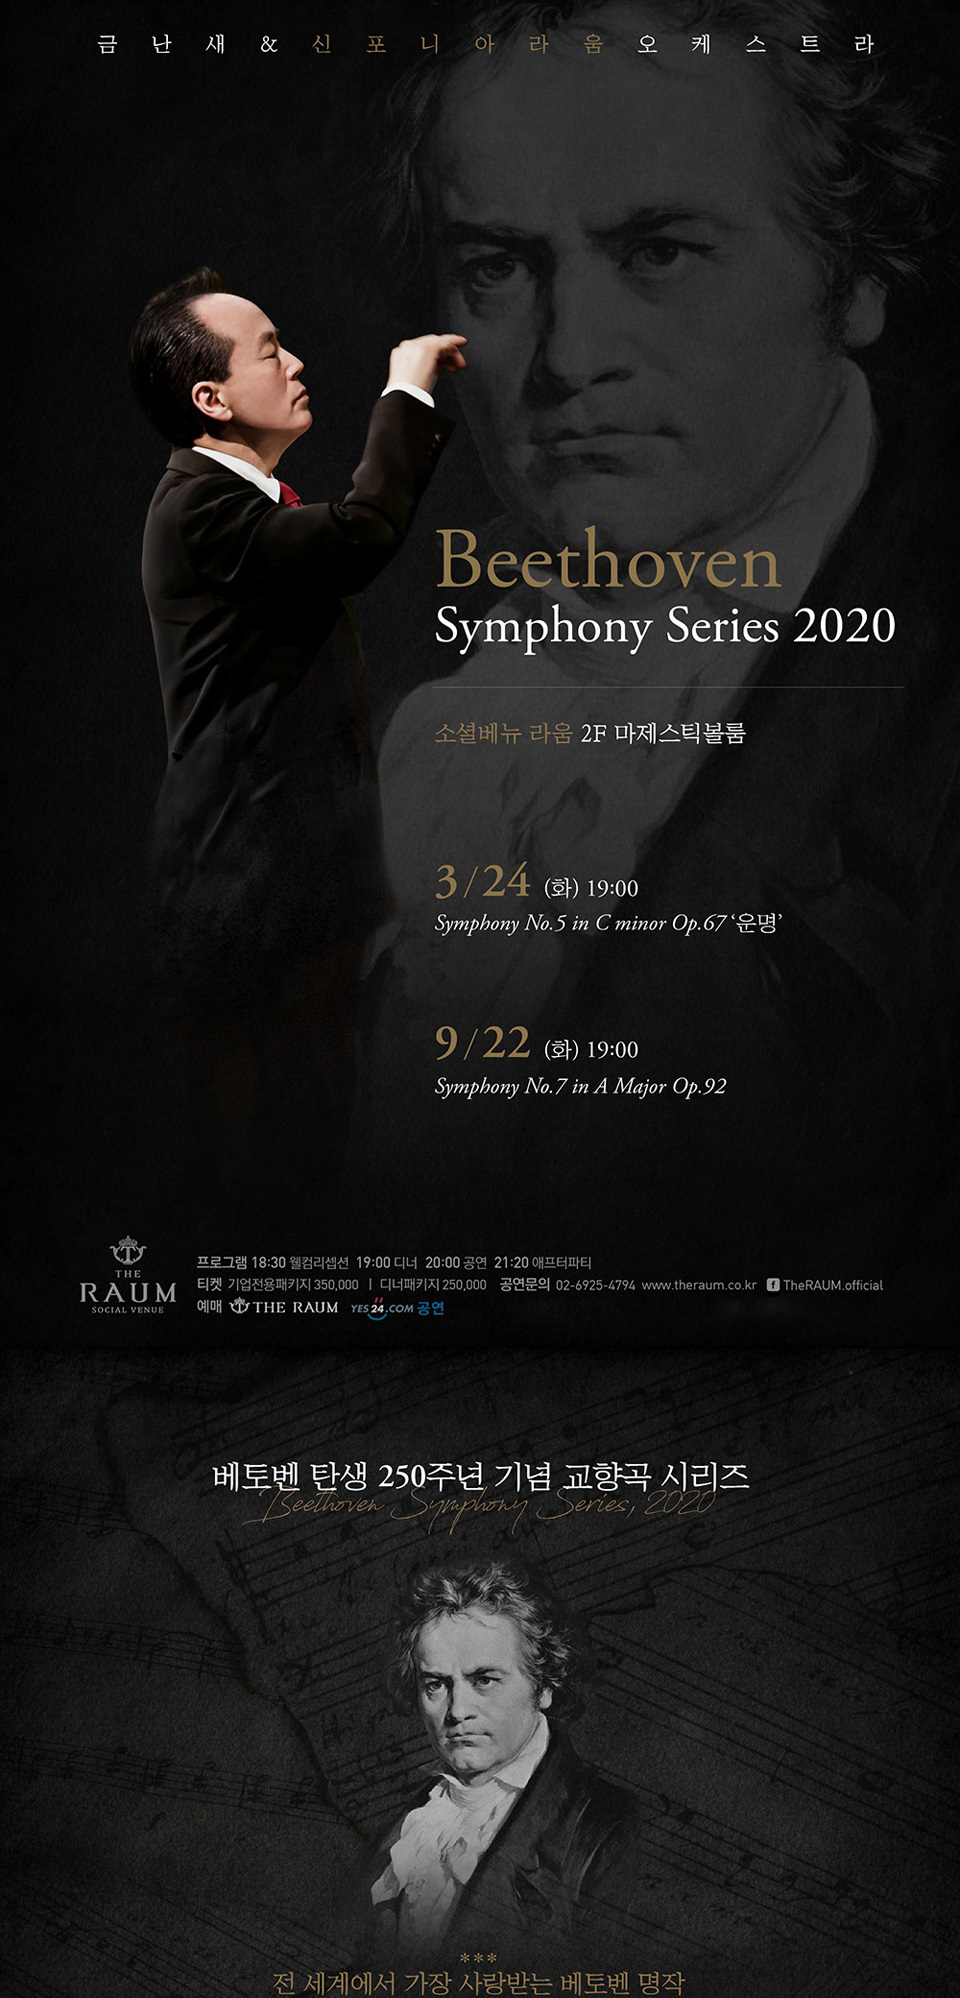 금난새&신포니아라움오케스트라
Beethoven
Symphony Series 2020
소셜베뉴 라움 2F 마제스틱볼룸
3/24 (화) 19:00
Symphony No.5 in C minor Op.67 ‘운명’
9/22 (화) 19:00
Symphony No.7 in A Major Op.92
THE
RAUM
SOCIAL VENUE
프로그램 18:30 웰컴리셉션 19:00 디너 20:00 공연 21:20 애프터파티
티켓 기업전용패키지 350,000 | 디너패키지 250,000 공연문의 02-6925-4794 www.theraum.co.kr TheRAUM.official
예매 THE RAUM YES24.COM 공연
베토벤 탄생 250주년 기념 교향곡 시리즈
Beethoven Symphony Series, 2020
***
전 세계에서 가장 사랑받는 베토벤 명작